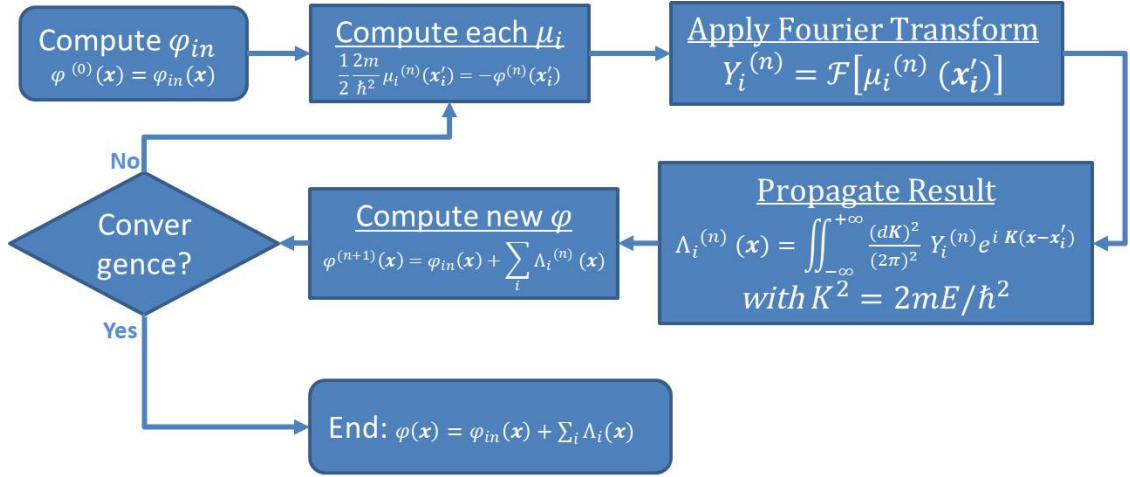 Compute φ_in
φ^(0)(x) = φ_in(x)
Compute each μ_i
1/2 2m/ℏ² μ_i^(n)(x'_i) = −φ^(n)(x'_i)
Apply Fourier Transform
Y_i^(n) = ℱ[μ_i^(n) (x'_i)]
Propagate Result
Λ_i^(n) (x) = ∬_{−∞}^{+∞} (dK)²/(2π)² Y_i^(n) e^{i K(x−x'_i)}
with K² = 2mE/ℏ²
Compute new φ
φ^(n+1)(x) = φ_in(x) + ∑_i Λ_i^(n) (x)
No
Conver
gence?
Yes
End: φ(x) = φ_in(x) + ∑_i Λ_i(x)